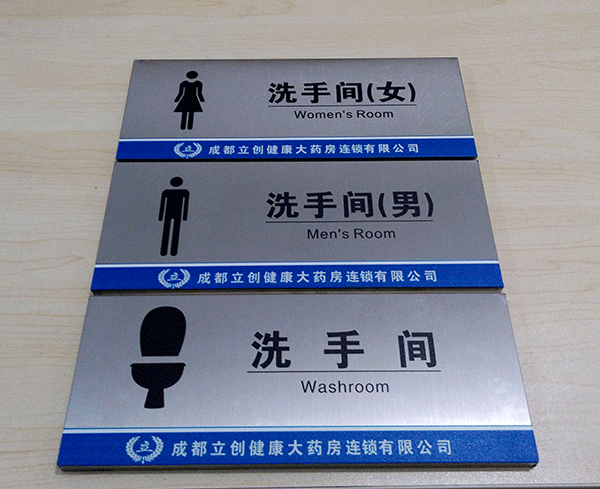 洗手间(女)
Women's Room
成都立创健康大药房连锁有限公司
洗手间(男)
Men's Room
成都立创健康大药房连锁有限公司
洗手间
Washroom
成都立创健康大药房连锁有限公司